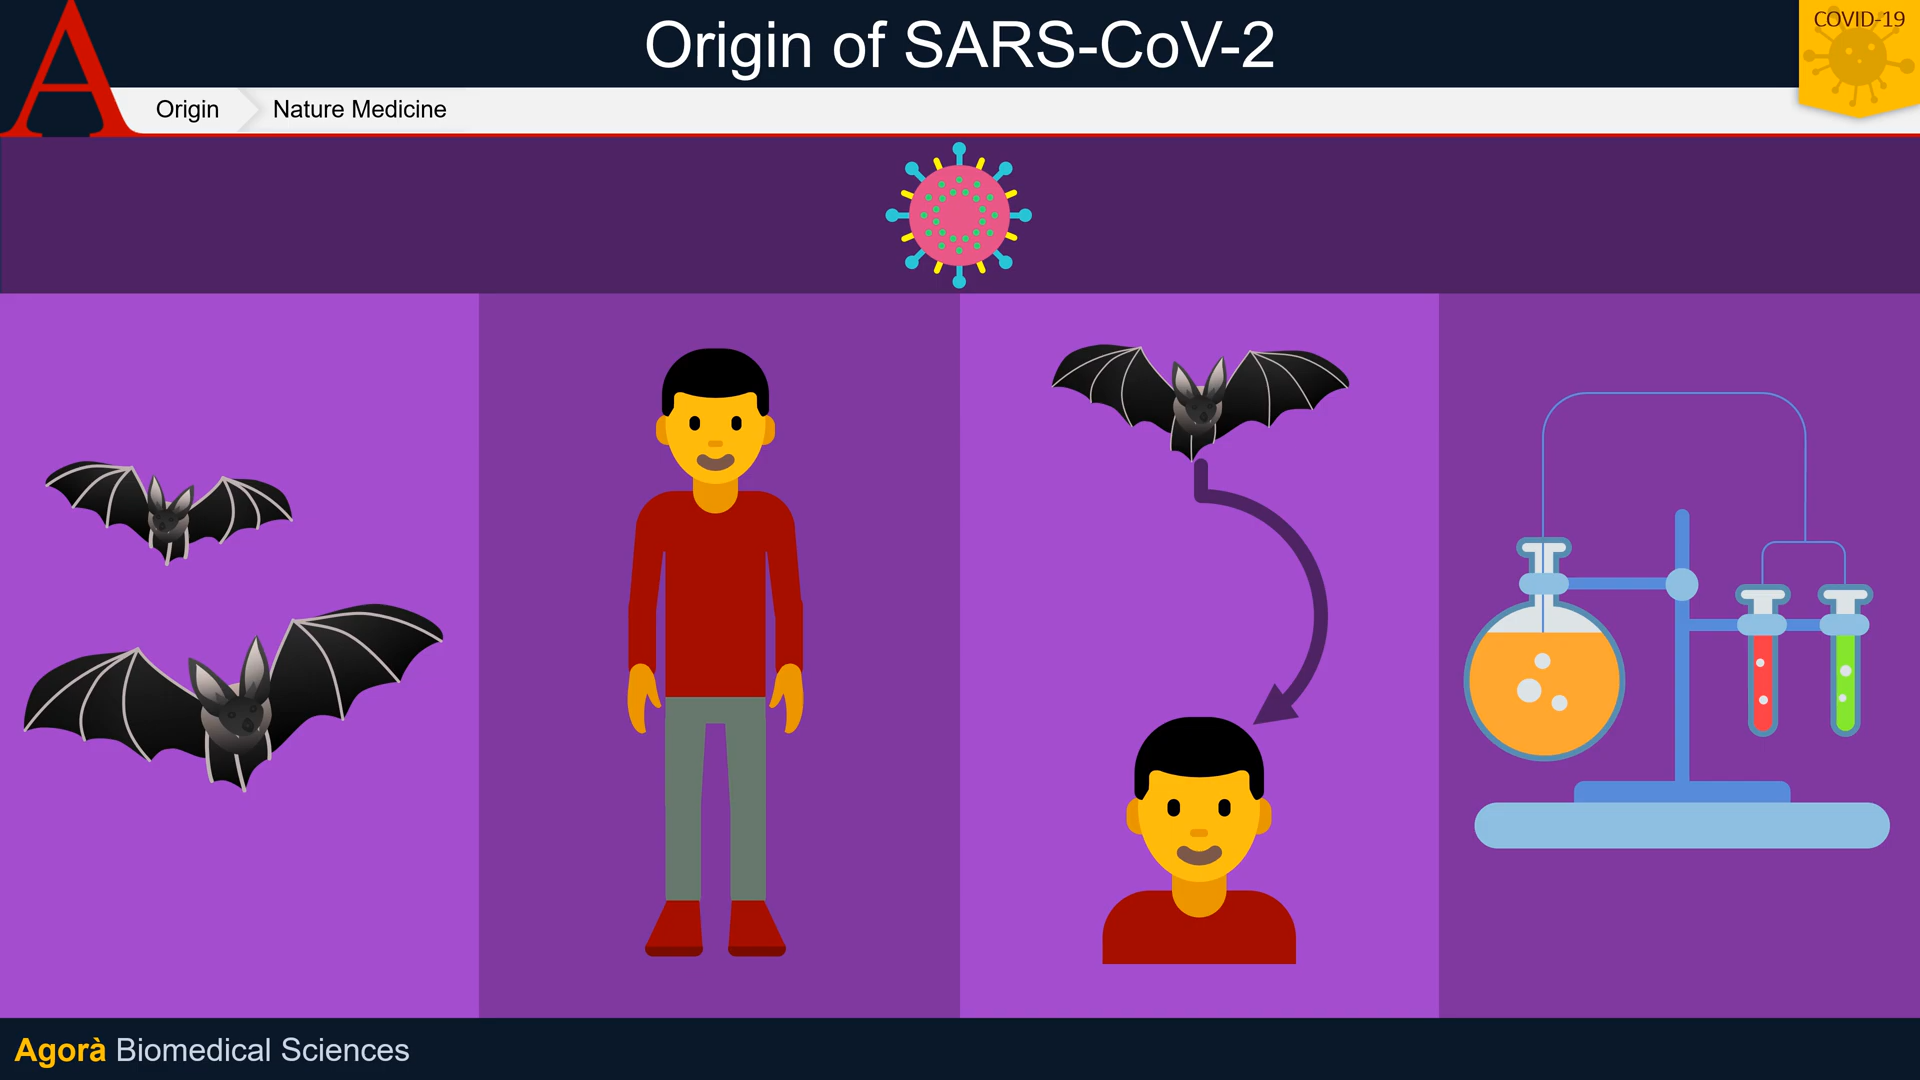 Origin of SARS-CoV-2
COVID-19
A
Origin
Nature Medicine
Agorà Biomedical Sciences